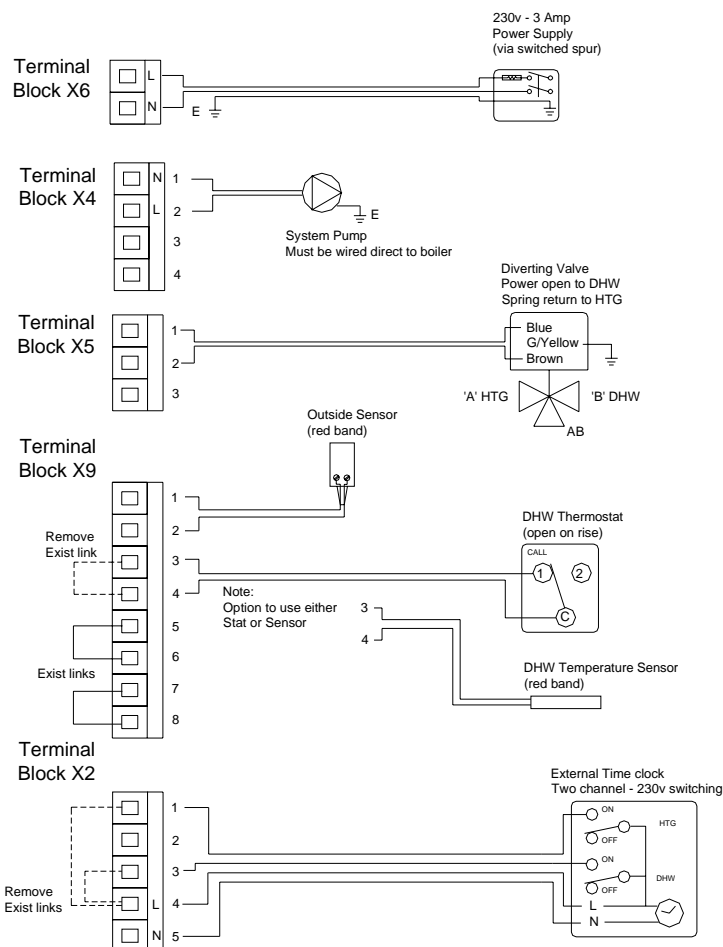 230v - 3 Amp
Power Supply
(via switched spur)
Terminal
Block X6
L
N
E
Terminal
Block X4
N 1
L 2
3
4
E
System Pump
Must be wired direct to boiler
Diverting Valve
Power open to DHW
Spring return to HTG
Terminal
Block X5
1
2
3
Blue
G/Yellow
Brown
'A' HTG
'B' DHW
AB
Outside Sensor
(red band)
Terminal
Block X9
1
2
3
4
5
6
7
8
Remove
Exist link
Exist links
DHW Thermostat
(open on rise)
CALL
1
2
C
Note:
Option to use either
Stat or Sensor
3
4
DHW Temperature Sensor
(red band)
Terminal
Block X2
1
2
3
L 4
N 5
Remove
Exist links
External Time clock
Two channel - 230v switching
ON
HTG
OFF
ON
DHW
OFF
L
N